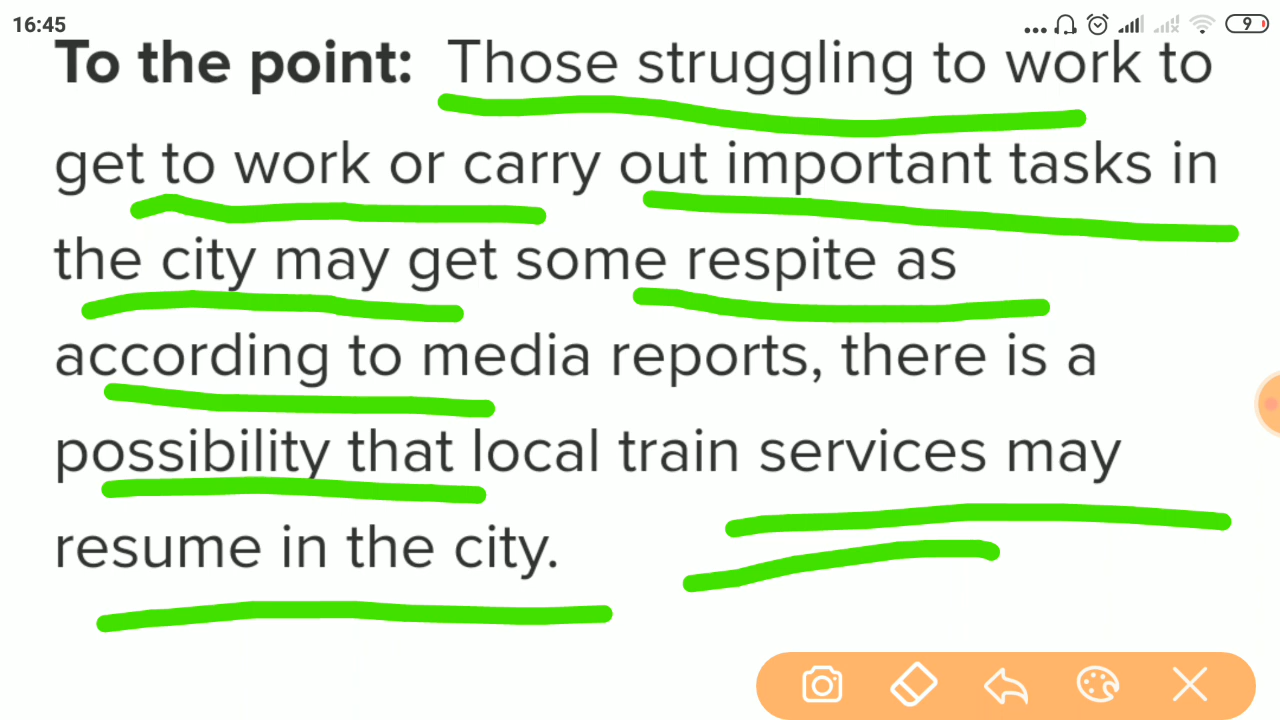 16:45
9
To the point: Those struggling to work to
get to work or carry out important tasks in
the city may get some respite as
according to media reports, there is a
possibility that local train services may
resume in the city.